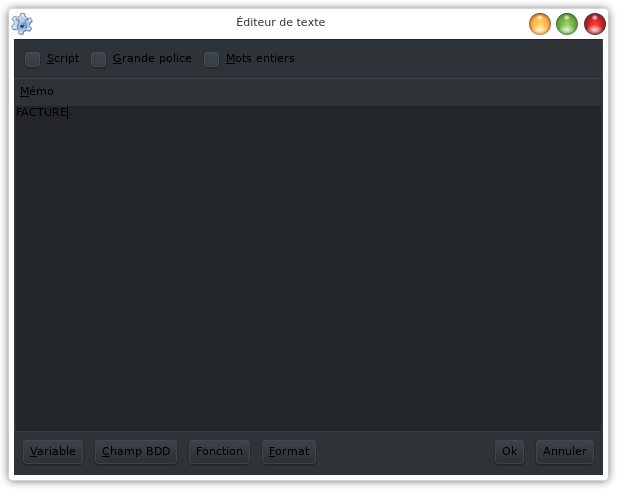 Éditeur de texte
Script Grande police Mots entiers
Mémo
FACTURE
Variable Champ BDD Fonction Format Ok Annuler